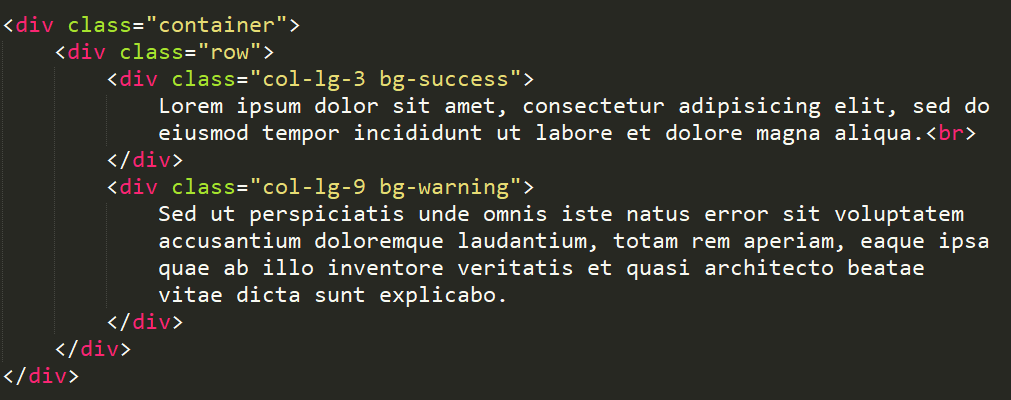 <div class="container">
    <div class="row">
        <div class="col-lg-3 bg-success">
            Lorem ipsum dolor sit amet, consectetur adipisicing elit, sed do
            eiusmod tempor incididunt ut labore et dolore magna aliqua.<br>
        </div>
        <div class="col-lg-9 bg-warning">
            Sed ut perspiciatis unde omnis iste natus error sit voluptatem
            accusantium doloremque laudantium, totam rem aperiam, eaque ipsa
            quae ab illo inventore veritatis et quasi architecto beatae
            vitae dicta sunt explicabo.
        </div>
    </div>
</div>